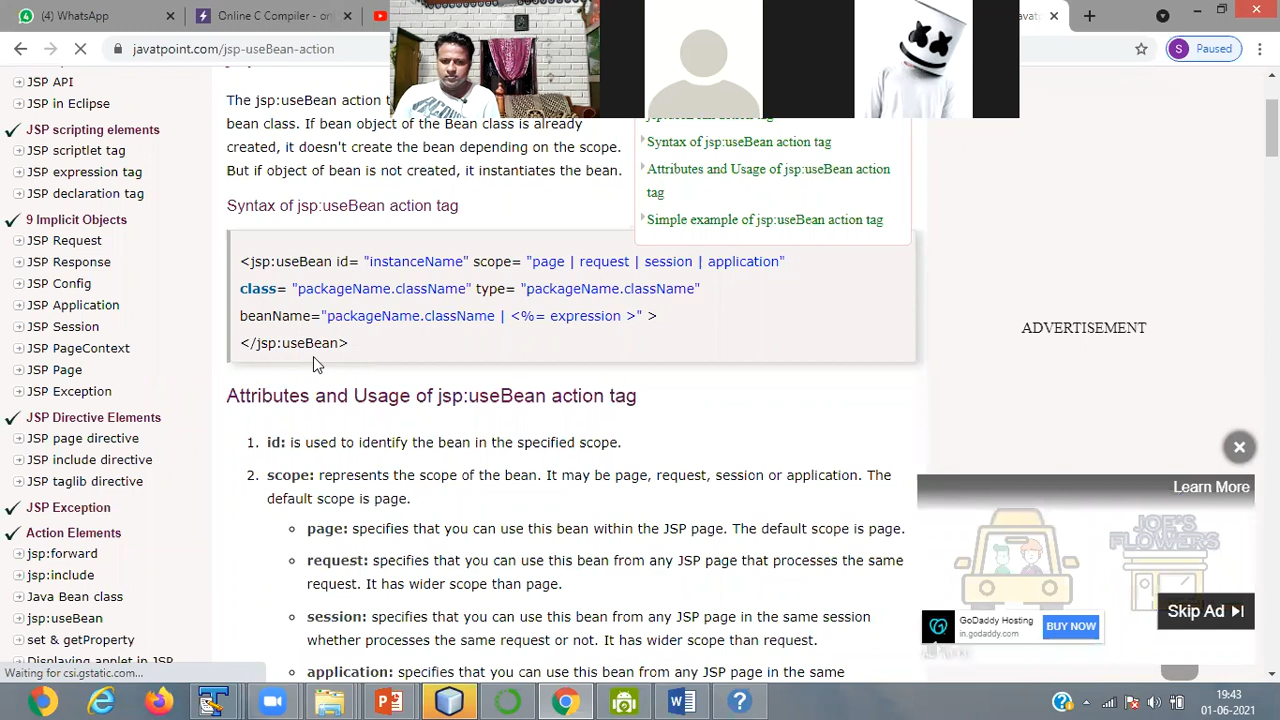 (4) Whatsapp
Onlin
avatp
javatpoint.com/jsp-useBean-action
S
Paused
JSP API
JSP in Eclipse
JSP scripting elements
JSP scriptlet tag
JSP expression tag
JSP declaration tag
9 Implicit Objects
JSP Request
JSP Response
JSP Config
JSP Application
JSP Session
JSP PageContext
JSP Page
JSP Exception
JSP Directive Elements
JSP page directive
JSP include directive
JSP taglib directive
JSP Exception
Action Elements
jsp:forward
jsp:include
Java Bean class
jsp:useBean
set & getProperty
Displaying applet in JSP
The jsp:useBean action t
bean class. If bean object of the Bean class is already
created, it doesn't create the bean depending on the scope.
But if object of bean is not created, it instantiates the bean.
Syntax of jsp:useBean action tag
Attributes and Usage of jsp:useBean action
tag
Simple example of jsp:useBean action tag
Syntax of jsp:useBean action tag
<jsp:useBean id= "instanceName" scope= "page | request | session | application"
class= "packageName.className" type= "packageName.className"
beanName="packageName.className | <%= expression >" >
</jsp:useBean>
Attributes and Usage of jsp:useBean action tag
1. id: is used to identify the bean in the specified scope.
2. scope: represents the scope of the bean. It may be page, request, session or application. The
default scope is page.
page: specifies that you can use this bean within the JSP page. The default scope is page.
request: specifies that you can use this bean from any JSP page that processes the same
request. It has wider scope than page.
session: specifies that you can use this bean from any JSP page in the same session
whether processes the same request or not. It has wider scope than request.
application: specifies that you can use this bean from any JSP page in the same
ADVERTISEMENT
Learn More
JOE'S
FLOWERS
Skip Ad
GoDaddy Hosting
in.godaddy.com
BUY NOW
Waiting for csi.gstatic.com...
19:43
01-06-2021